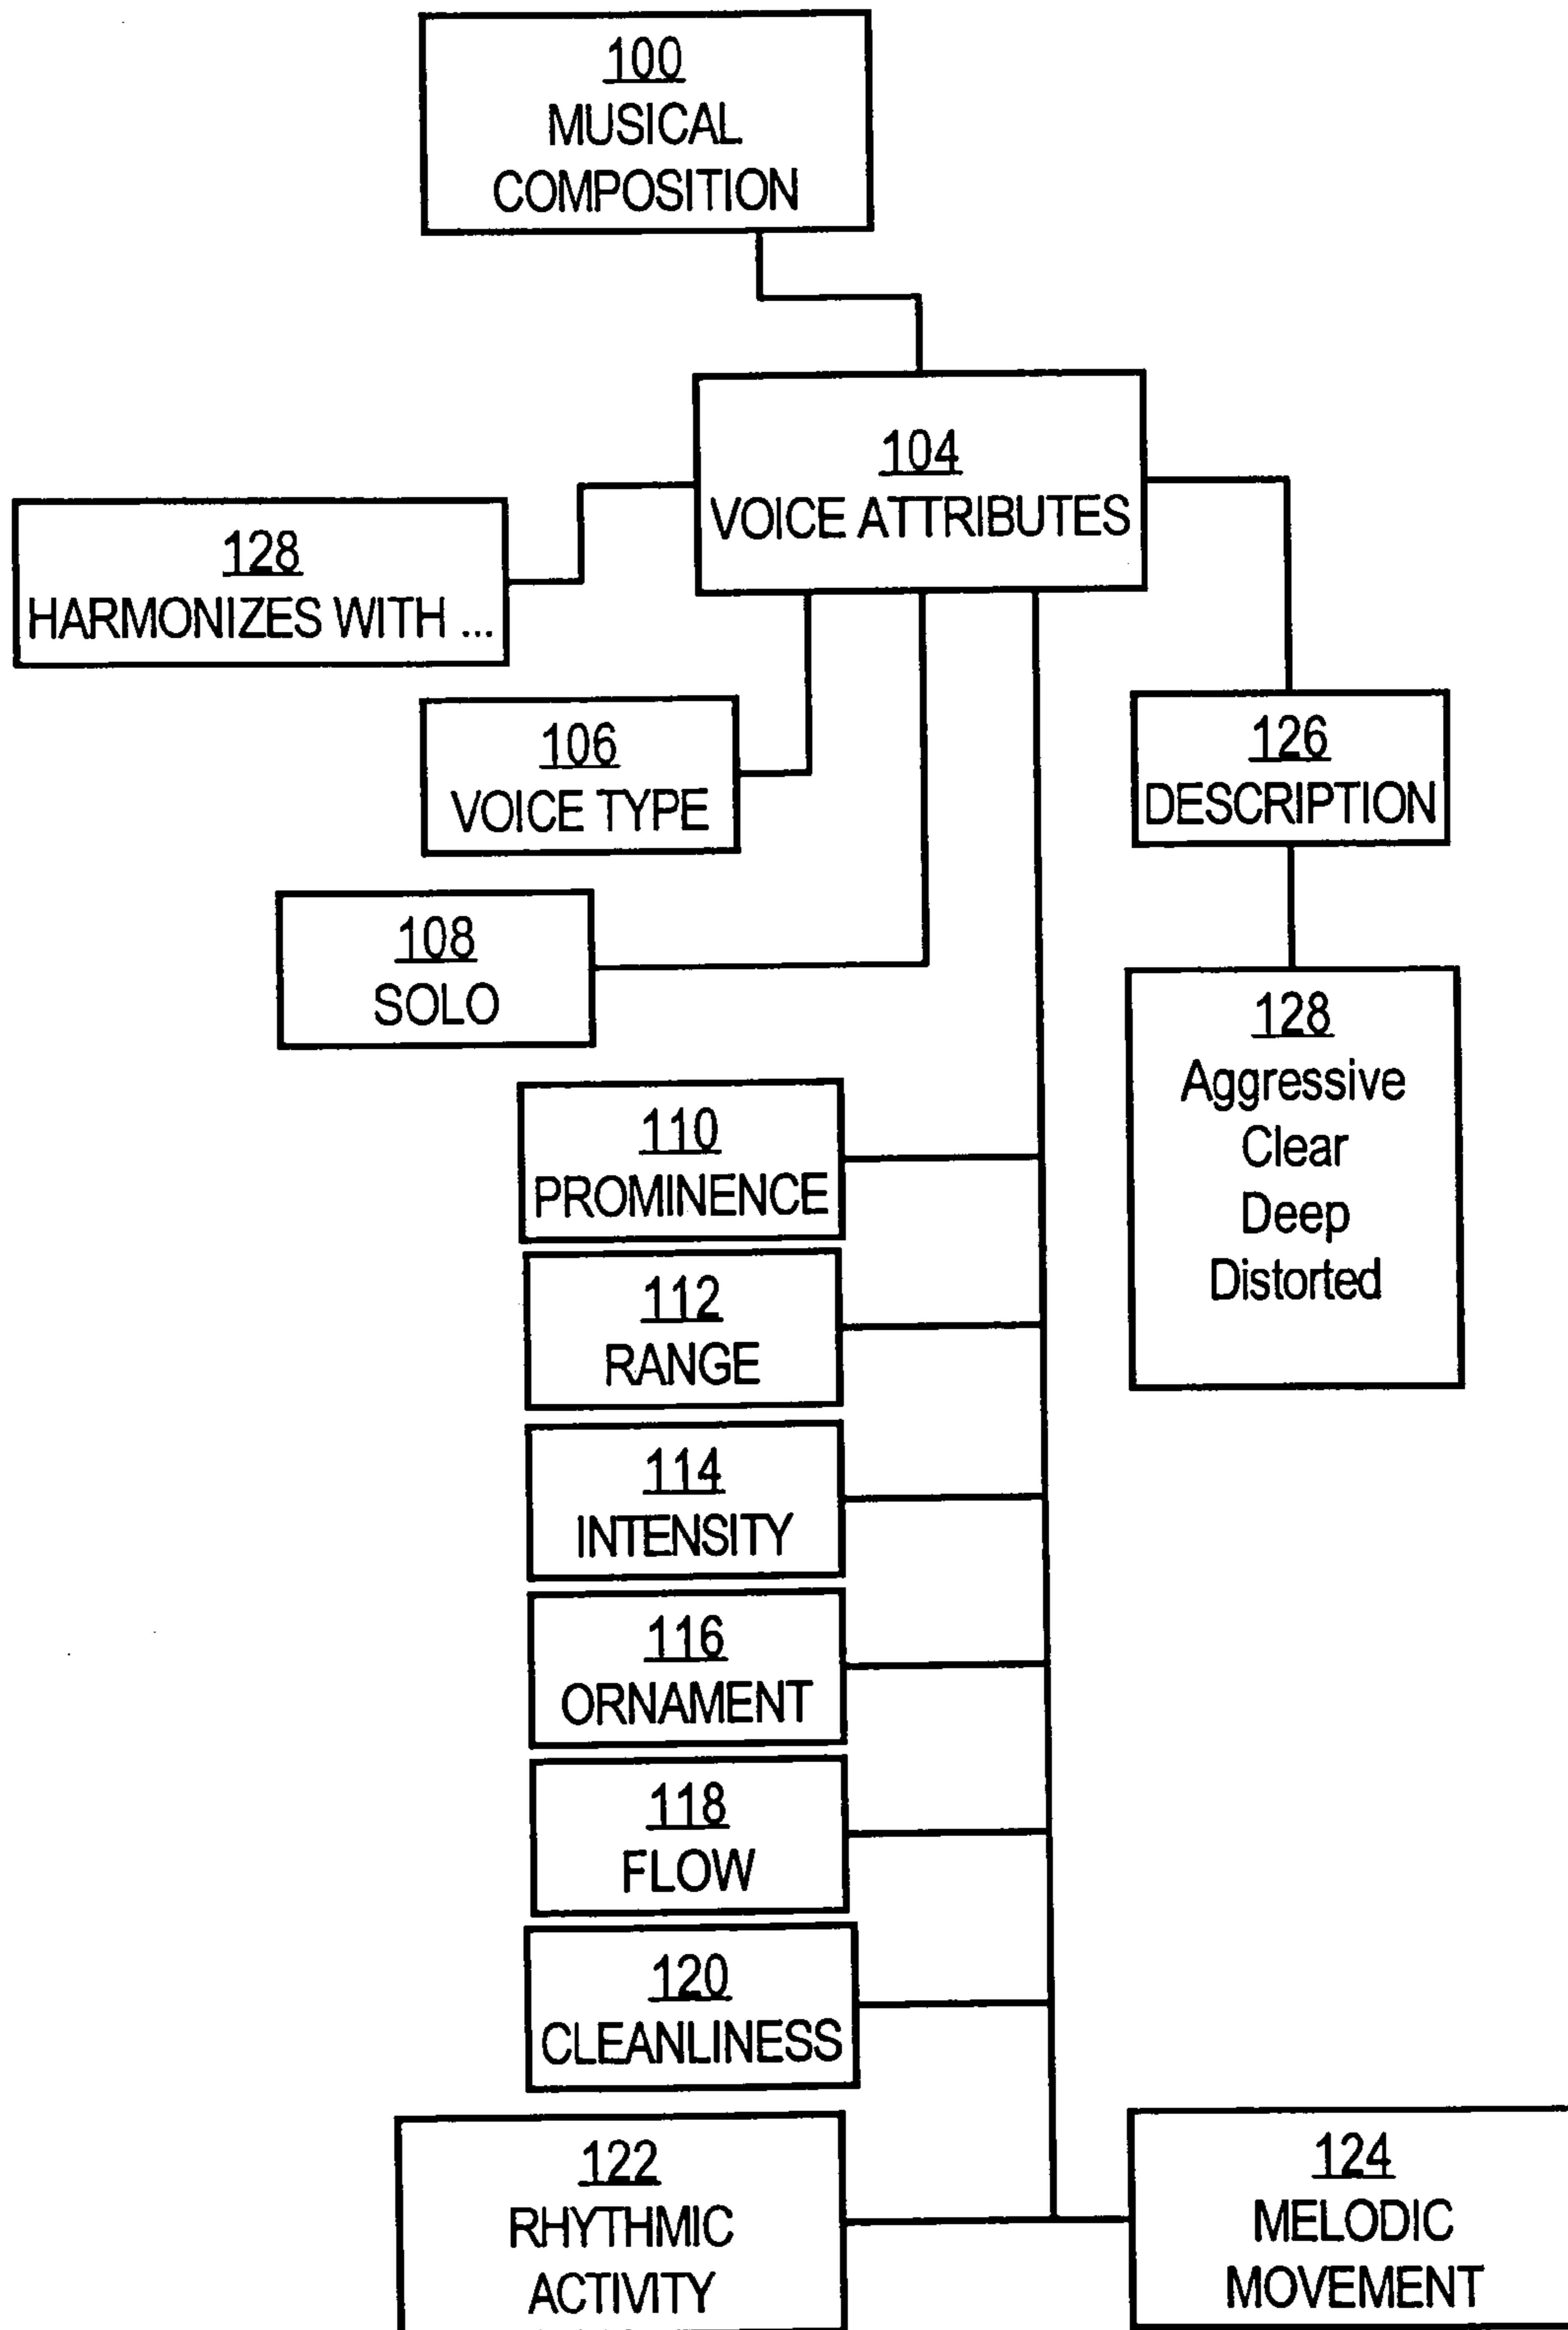 100
MUSICAL
COMPOSITION
104
VOICE ATTRIBUTES
128
HARMONIZES WITH ...
106
VOICE TYPE
126
DESCRIPTION
108
SOLO
128
Aggressive
Clear
Deep
Distorted
110
PROMINENCE
112
RANGE
114
INTENSITY
116
ORNAMENT
118
FLOW
120
CLEANLINESS
122
RHYTHMIC
ACTIVITY
124
MELODIC
MOVEMENT